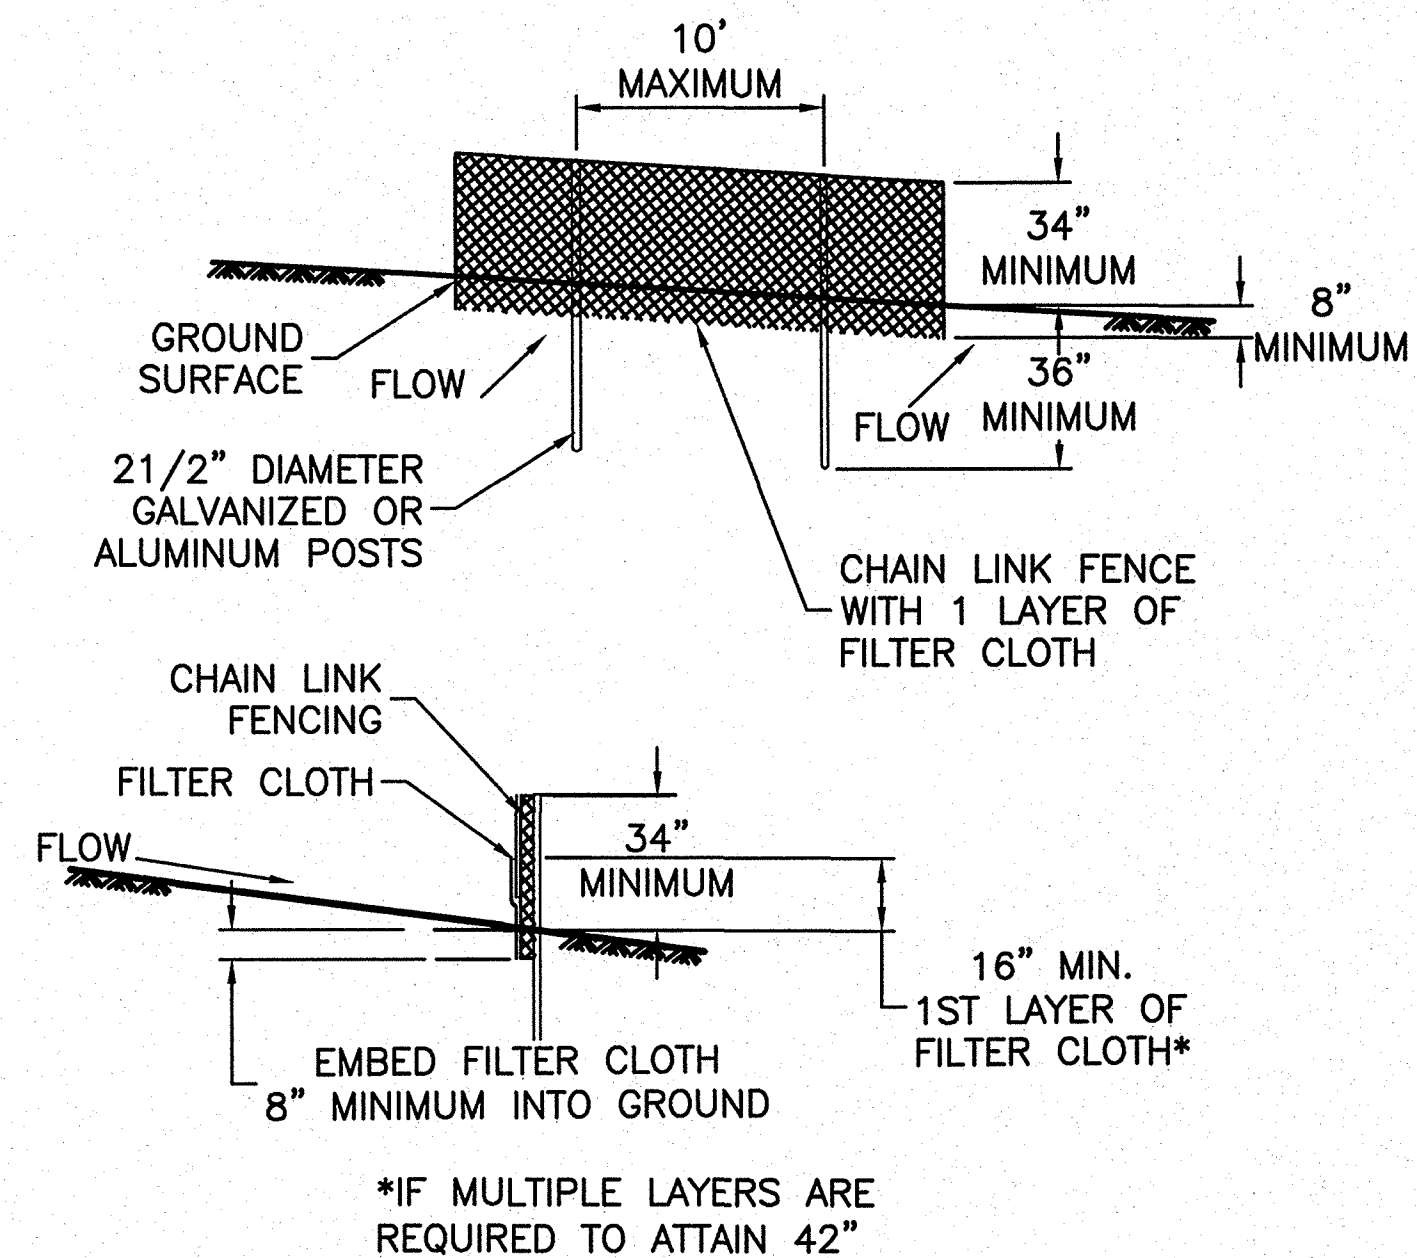 10'
MAXIMUM
34"
MINIMUM
8"
MINIMUM
GROUND
SURFACE
FLOW
36"
MINIMUM
FLOW
21/2" DIAMETER
GALVANIZED OR
ALUMINUM POSTS
CHAIN LINK FENCE
WITH 1 LAYER OF
FILTER CLOTH
CHAIN LINK
FENCING
FILTER CLOTH
FLOW
34"
MINIMUM
16" MIN.
1ST LAYER OF
FILTER CLOTH*
EMBED FILTER CLOTH
8" MINIMUM INTO GROUND
*IF MULTIPLE LAYERS ARE
REQUIRED TO ATTAIN 42"